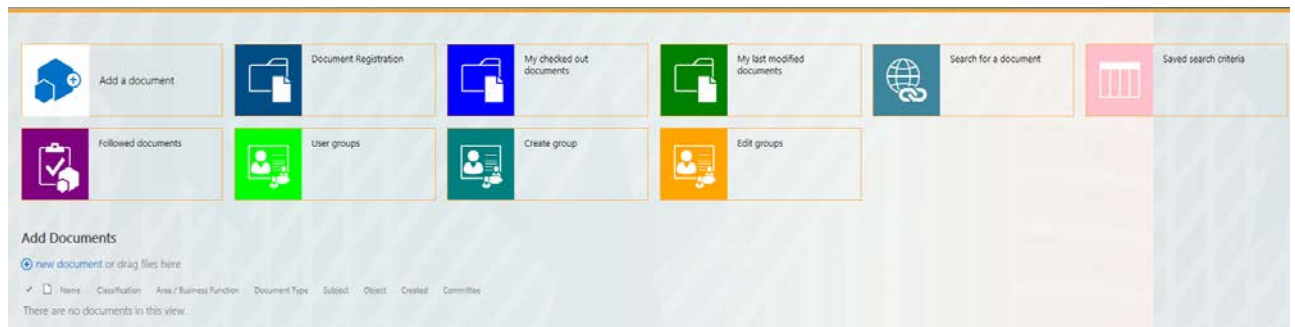 Add a document
Document Registration
My checked out
documents
My last modified
documents
Search for a document
Saved search criteria
Followed documents
User groups
Create group
Edit groups
Add Documents
new document or drag files here
Name Classification Area / Business Function Document Type Subject Object Created Committee
There are no documents in this view.